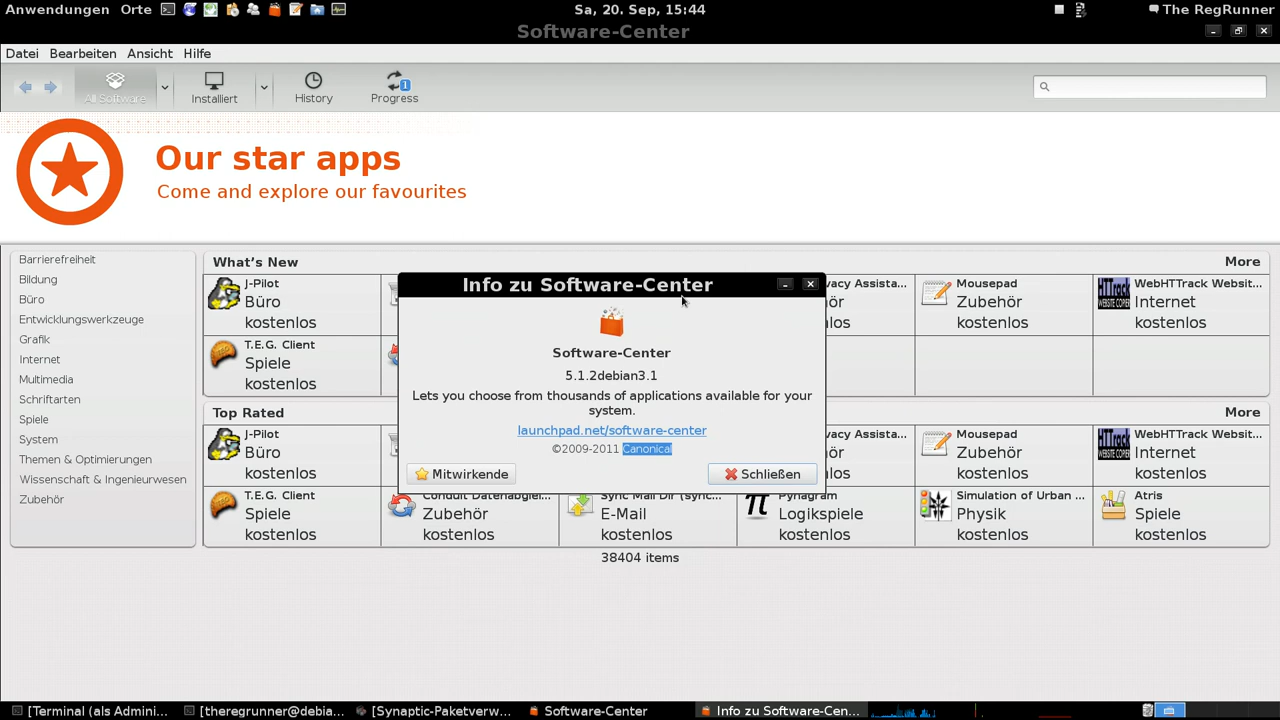 Anwendungen Orte Sa, 20. Sep, 15:44 The RegRunner
Software-Center
Datei Bearbeiten Ansicht Hilfe
1
All Software Installiert History Progress
Our star apps
Come and explore our favourites
Barrierefreiheit
Bildung
Büro
Entwicklungswerkzeuge
Grafik
Internet
Multimedia
Schriftarten
Spiele
System
Themen & Optimierungen
Wissenschaft & Ingenieurwesen
Zubehör
What's New More
J-Pilot
Büro
kostenlos
T.E.G. Client
Spiele
kostenlos
Mousepad
Zubehör
kostenlos
WebHTTrack Websit...
Internet
kostenlos
Info zu Software-Center
Software-Center
5.1.2debian3.1
Lets you choose from thousands of applications available for your
system.
launchpad.net/software-center
©2009-2011 Canonical
Mitwirkende Schließen
Top Rated More
J-Pilot
Büro
kostenlos
Mousepad
Zubehör
kostenlos
WebHTTrack Websit...
Internet
kostenlos
T.E.G. Client
Spiele
kostenlos
Conduit Datenabglei...
Zubehör
kostenlos
Sync Mail Dir (sync...
E-Mail
kostenlos
Pynagram
Logikspiele
kostenlos
Simulation of Urban ...
Physik
kostenlos
Atris
Spiele
kostenlos
38404 items
[Terminal (als Admini... [theregrunner@debia... [Synaptic-Paketverw... Software-Center Info zu Software-Cen...